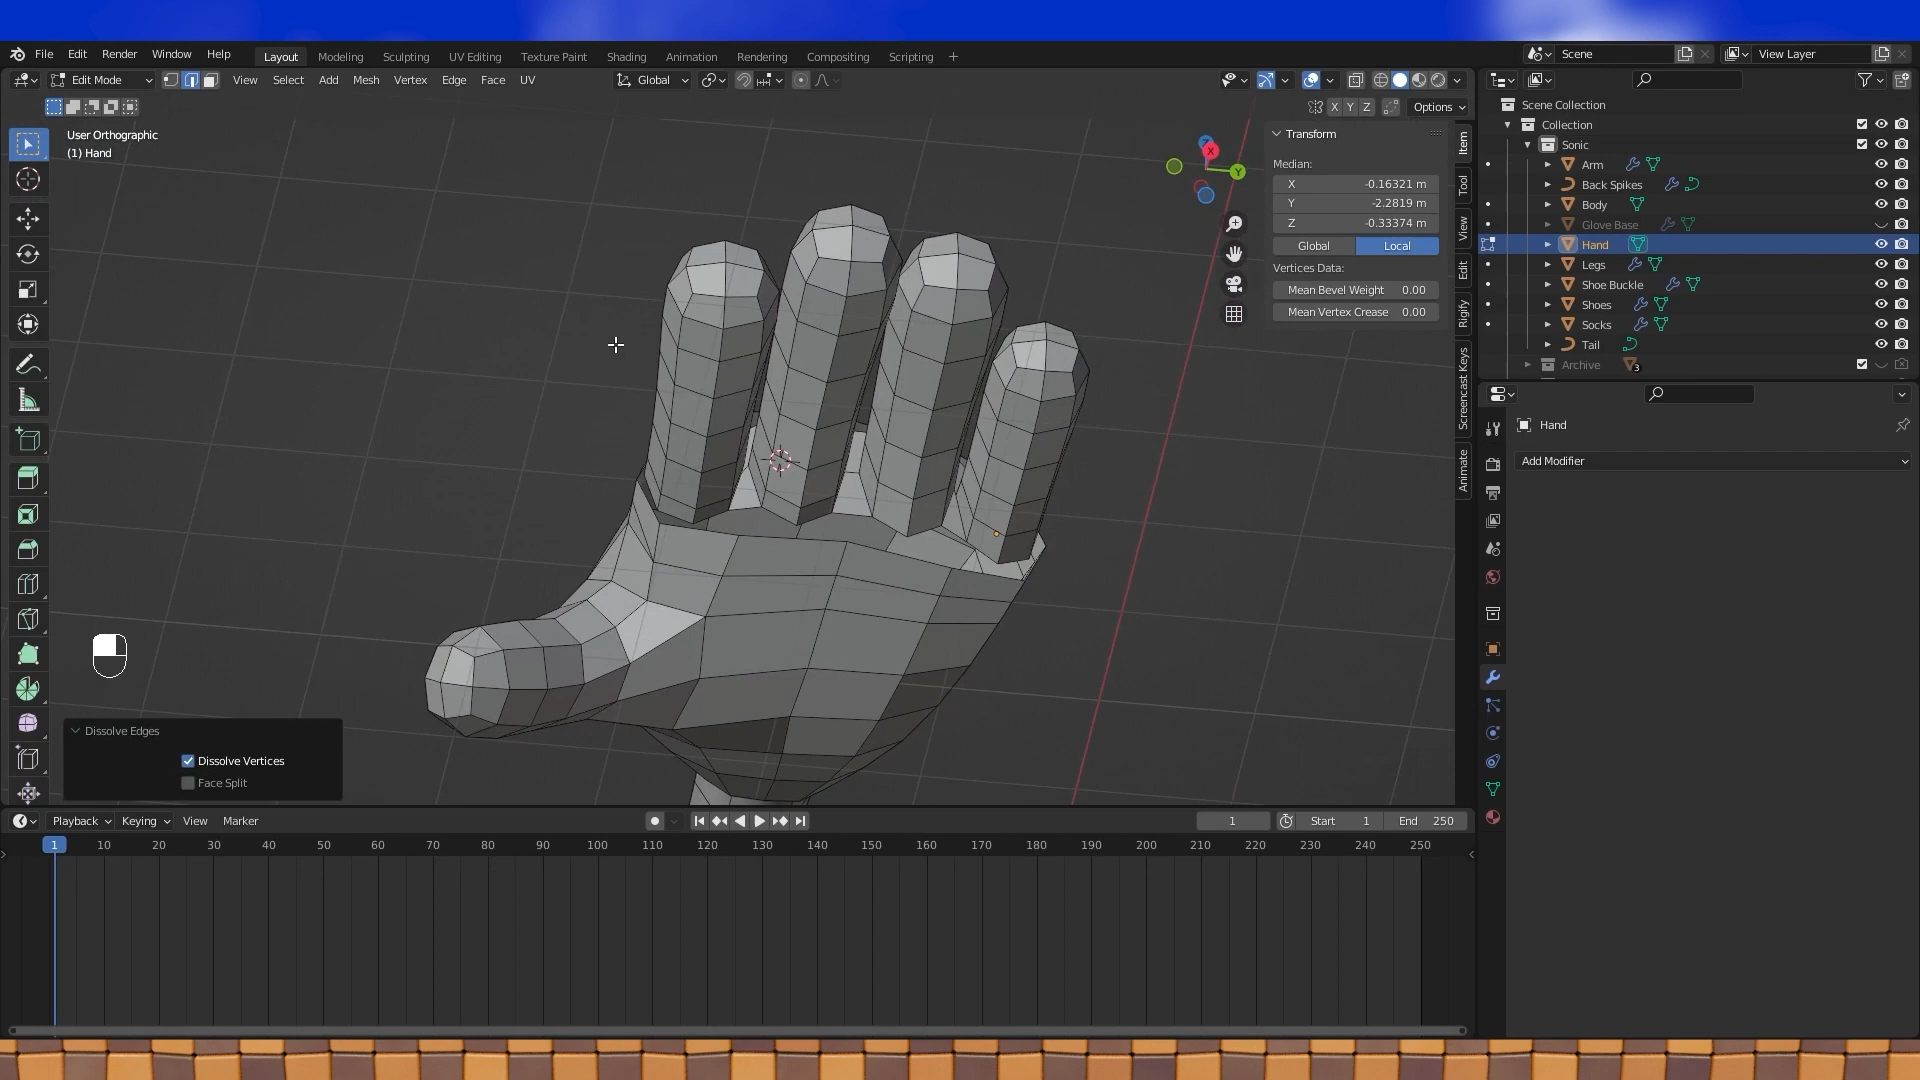 File Edit Render Window Help Layout Modeling Sculpting UV Editing Texture Paint Shading Animation Rendering Compositing Scripting Scene View Layer
Edit Mode View Select Add Mesh Vertex Edge Face UV Global
X Y Z Options
User Orthographic
(1) Hand
X
Y
Transform
Median:
X -0.16321 m
Y -2.2819 m
Z -0.33374 m
Global Local
Vertices Data:
Mean Bevel Weight 0.00
Mean Vertex Crease 0.00
Item
Tool
View
Edit
Rigify
Screencast Keys
Animate
Scene Collection
Collection
Sonic
Arm
Back Spikes
Body
Glove Base
Hand
Legs
Shoe Buckle
Shoes
Socks
Tail
Archive 3
Hand
Add Modifier
Dissolve Edges
Dissolve Vertices
Face Split
Playback Keying View Marker 1 Start 1 End 250
1 10 20 30 40 50 60 70 80 90 100 110 120 130 140 150 160 170 180 190 200 210 220 230 240 250